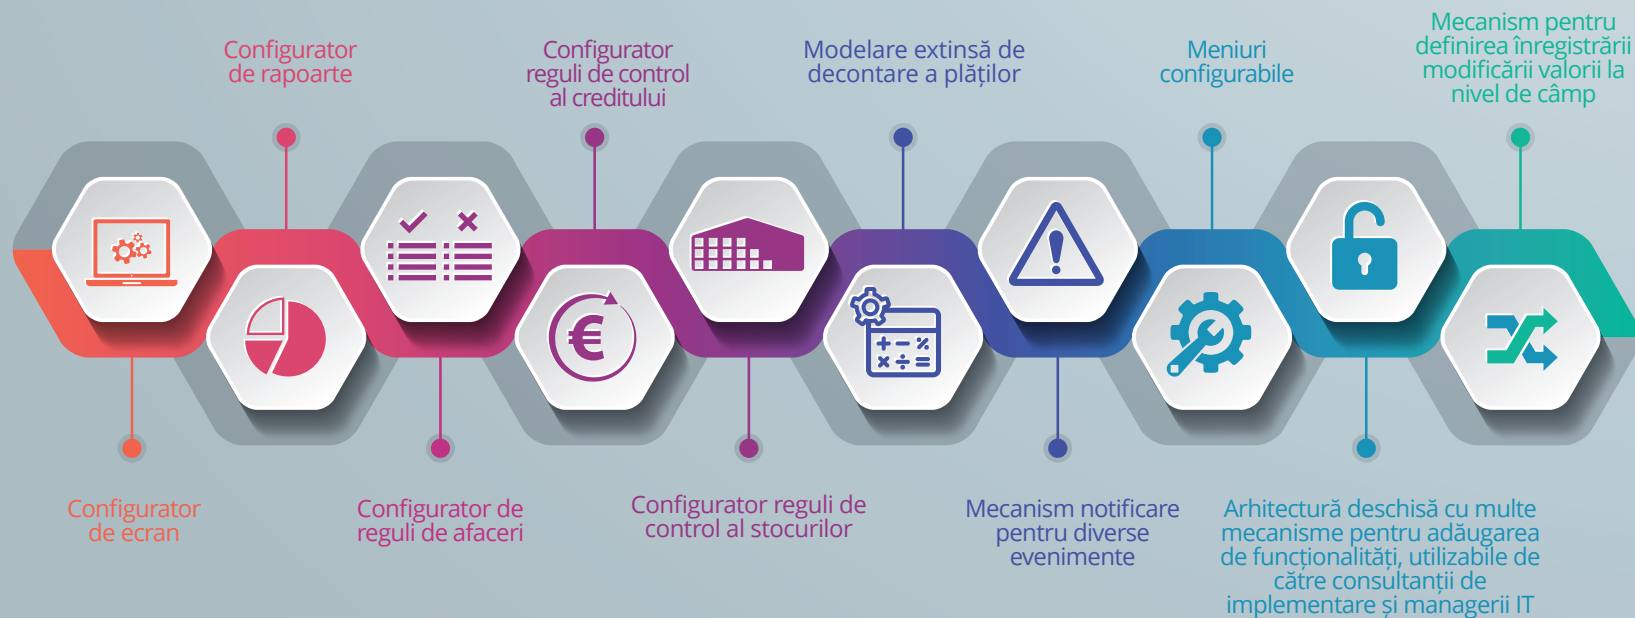 Configurator
de rapoarte
Configurator
reguli de control
al creditului
Modelare extinsă de
decontare a plăților
Meniuri
configurabile
Mecanism pentru
definirea înregistrării
modificării valorii la
nivel de câmp
Configurator
de ecran
Configurator de
reguli de afaceri
Configurator reguli de
control al stocurilor
Mecanism notificare
pentru diverse
evenimente
Arhitectură deschisă cu multe
mecanisme pentru adăugarea
de funcționalități, utilizabile de
către consultanții de
implementare și managerii IT